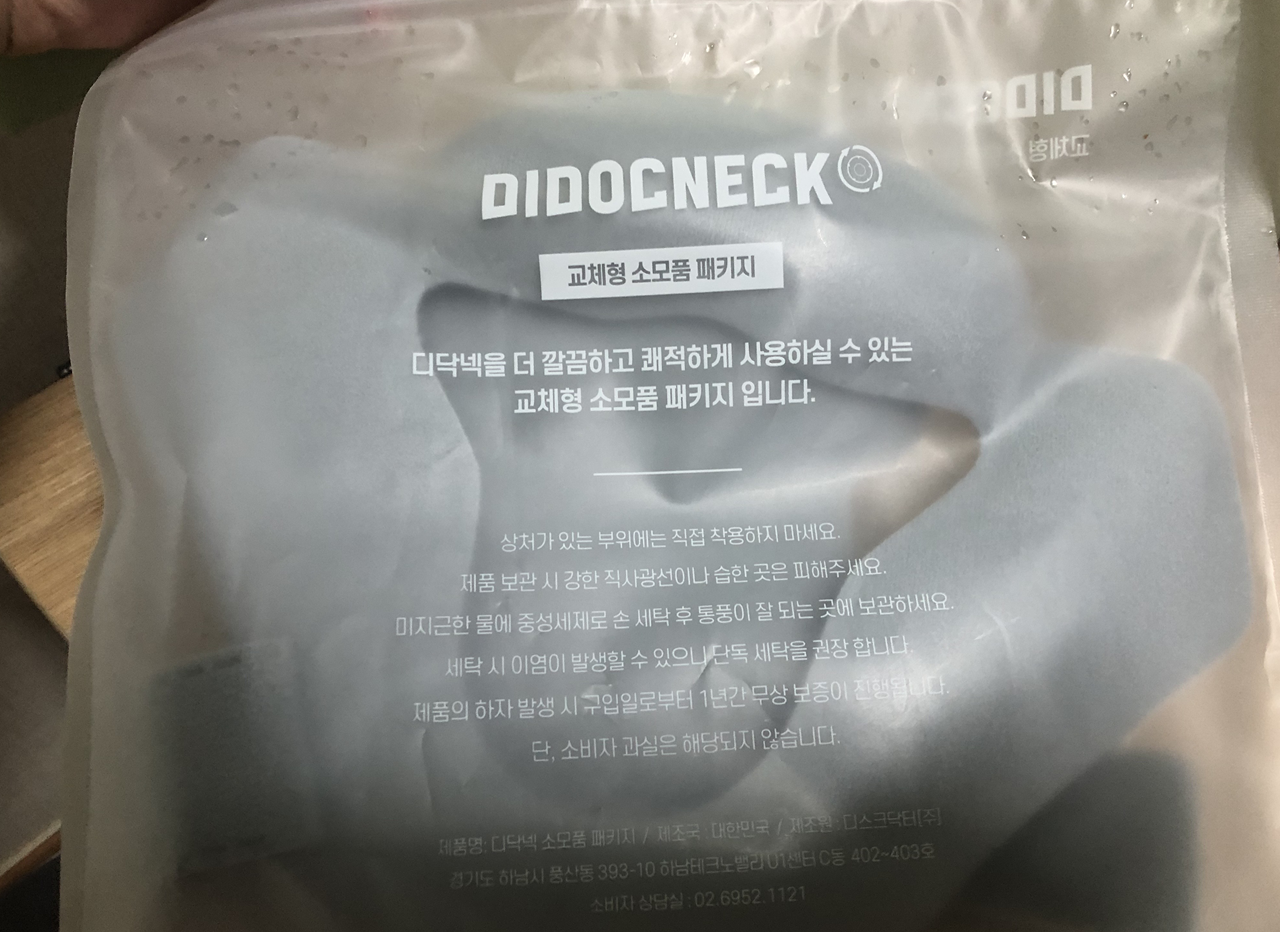 DIDOCNECK
교체형 소모품 패키지
디닥넥을 더 깔끔하고 쾌적하게 사용하실 수 있는
교체형 소모품 패키지 입니다.
상처가 있는 부위에는 직접 착용하지 마세요.
제품 보관 시 강한 직사광선이나 습한 곳은 피해주세요.
미지근한 물에 중성세제로 손 세탁 후 통풍이 잘 되는 곳에 보관하세요.
세탁 시 이염이 발생할 수 있으니 단독 세탁을 권장 합니다.
제품의 하자 발생 시 구입일로부터 1년간 무상 보증이 진행됩니다.
단, 소비자 과실은 해당되지 않습니다.
제품명: 디닥넥 소모품 패키지 / 제조국 : 대한민국 / 제조원 : 디스크닥터[주]
경기도 하남시 풍산동 393-10 하남테크노밸리 U1센터 C동 402~403호
소비자 상담실 : 02.6952.1121
DIDOC
교체형